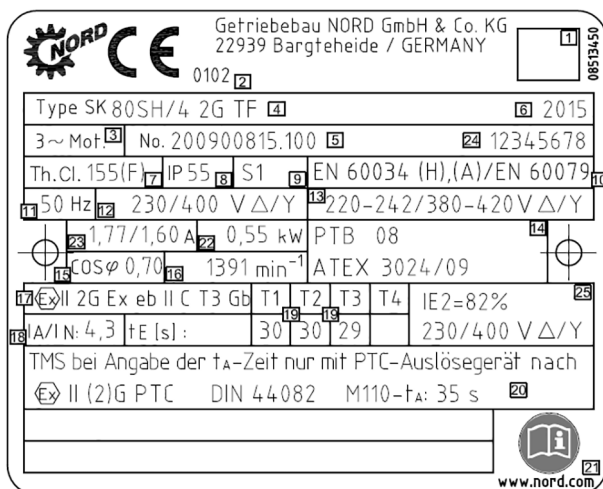 NORD CE Getriebebau NORD GmbH & Co. KG 1
22939 Bargteheide / GERMANY
08513450
0102 2
Type SK 80SH/4 2G TF 4 6 2015
3~ Mot. 3 No. 200900815.100 5 24 12345678
Th.Cl. 155(F) 7 IP 55 8 S1 9 EN 60034 (H),(A)/EN 60079 10
11 50 Hz 12 230/400 V △/Y 13 220-242/380-420V △/Y
23 1,77/1,60 A 22 0,55 kW PTB 08 14
15 COSφ 0,70 16 1391 min⁻¹ ATEX 3024/09
17 Ex II 2G Ex eb II C T3 Gb T1 T2 T3 T4 IE2=82% 25
19 19
18 IA/IN: 4,3 tE [s] : 30 30 29 230/400 V △/Y
TMS bei Angabe der tA-Zeit nur mit PTC-Auslösegerät nach
Ex II (2)G PTC DIN 44082 M110-tA: 35 s 20
i 21
www.nord.com